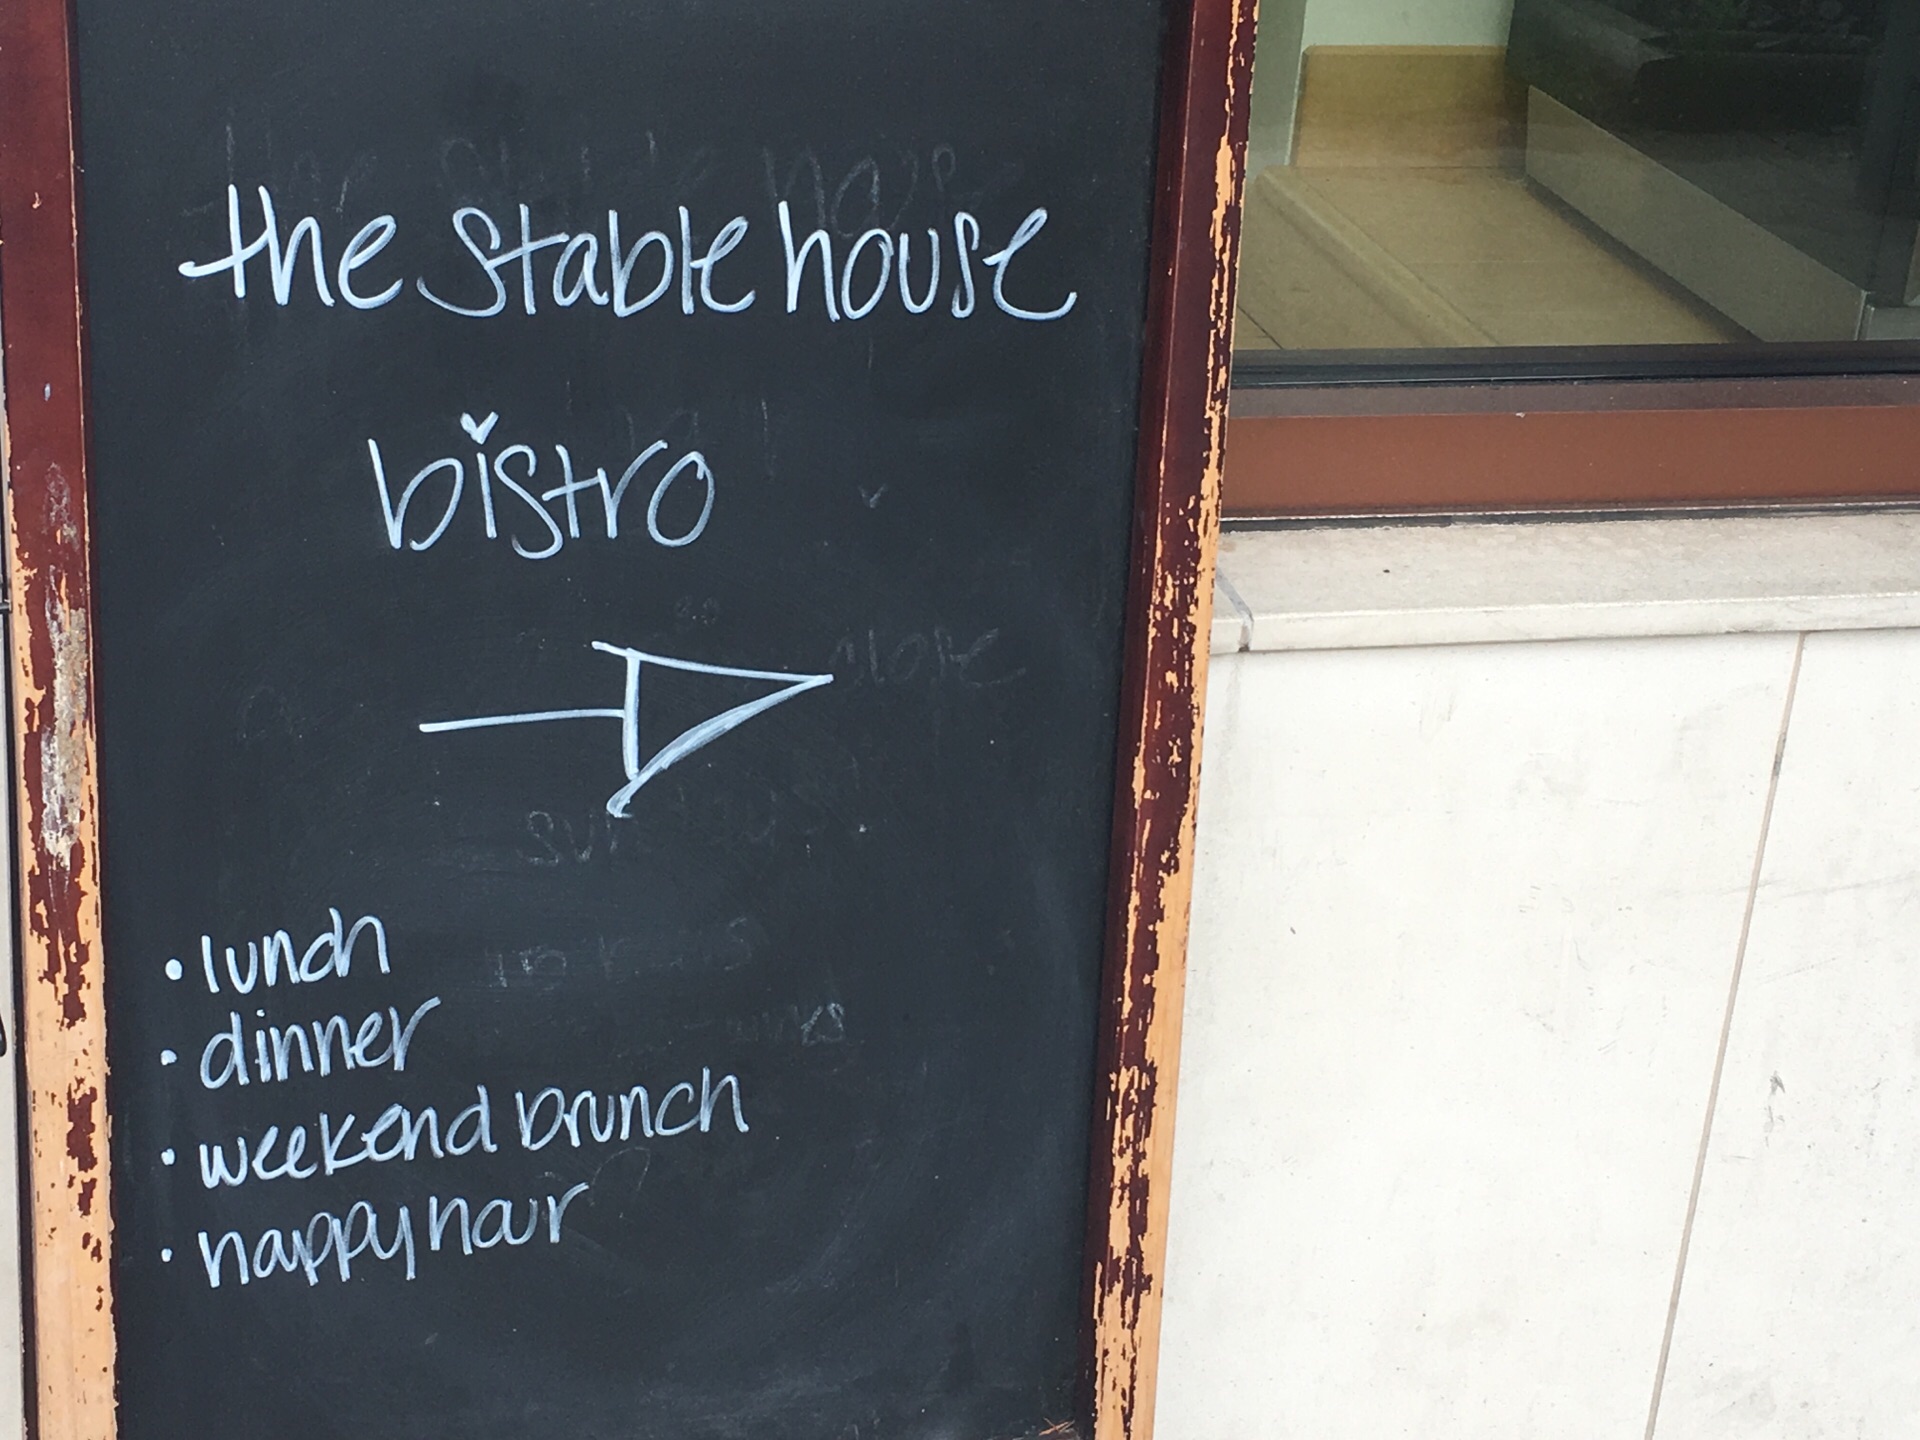 the stable house
bistro
• lunch
• dinner
• weekend brunch
• happy hour